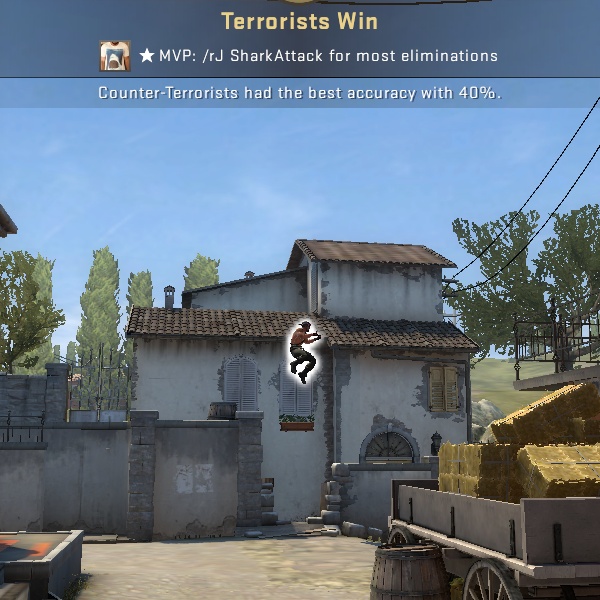 Terrorists Win
★ MVP: /rJ SharkAttack for most eliminations
Counter-Terrorists had the best accuracy with 40%.